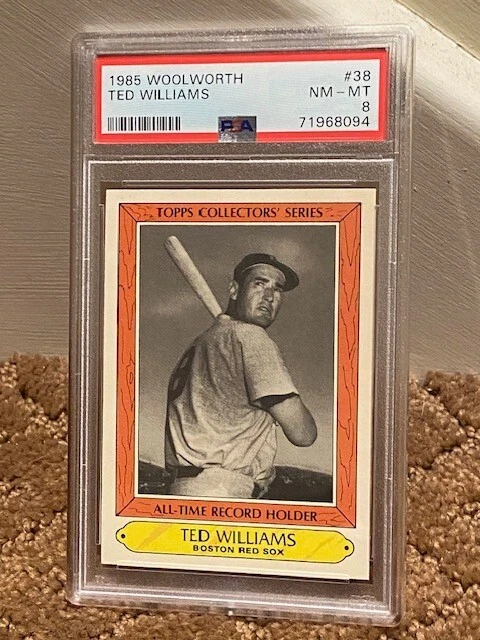 1985 WOOLWORTH #38
TED WILLIAMS NM-MT
8
PSA 71968094
TOPPS COLLECTORS' SERIES
ALL-TIME RECORD HOLDER
TED WILLIAMS
BOSTON RED SOX